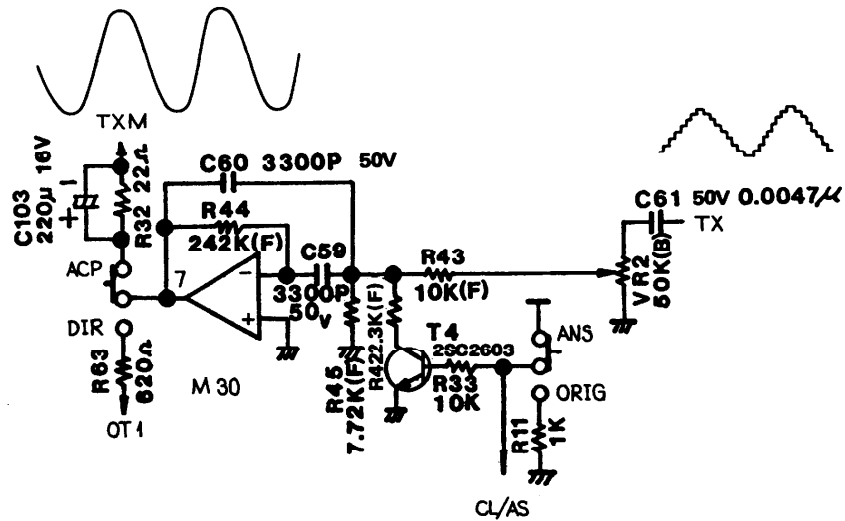 TXM
C103
220μ 16V
R32 22Ω
C60 3300P 50V
R44
242K(F)
C59
3300P
50V
C61 50V 0.0047μ
TX
VR2
50K(B)
R43
10K(F)
ACP
7
DIR
R63
620Ω
OT1
M30
−
+
R45
7.72K(F)
R42 2.3K(F)
T4
2SC2603
R33
10K
ANS
ORIG
R11
1K
CL/AS